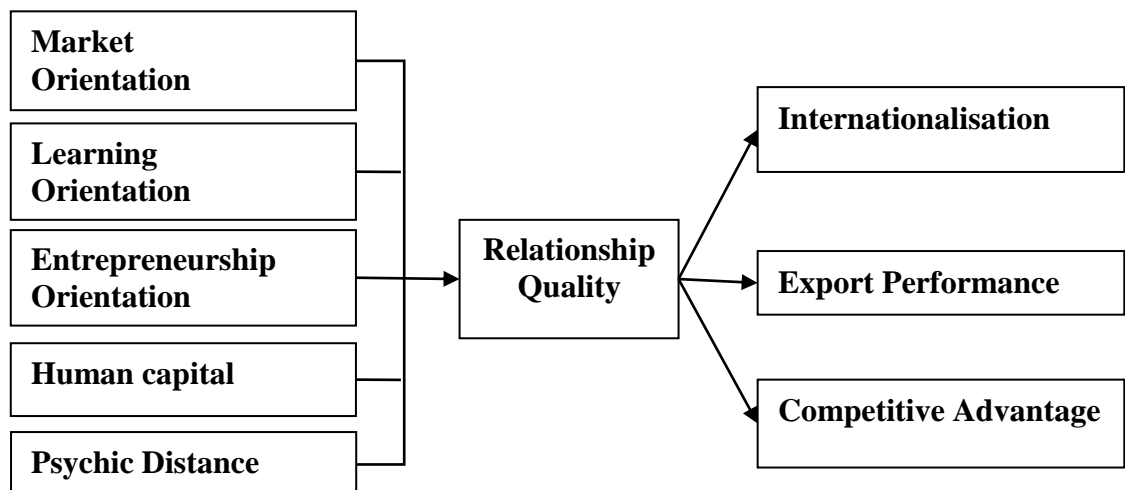 Market
Orientation
Learning
Orientation
Entrepreneurship
Orientation
Human capital
Psychic Distance
Relationship
Quality
Internationalisation
Export Performance
Competitive Advantage